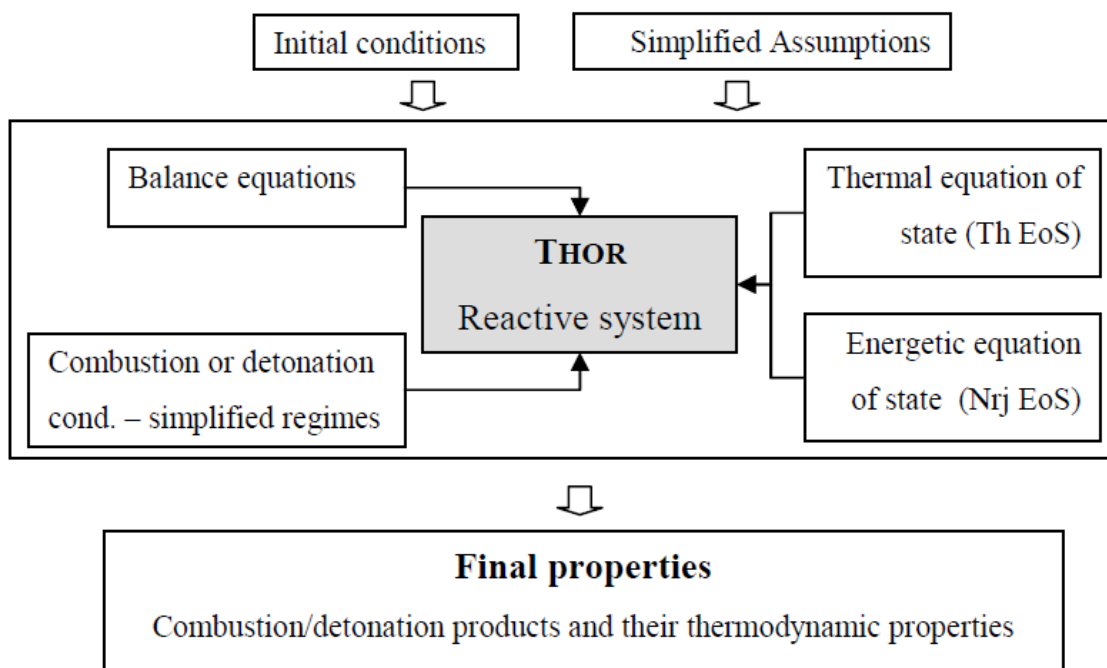 Initial conditions
Simplified Assumptions
Balance equations
Thermal equation of
state (Th EoS)
THOR
Reactive system
Combustion or detonation
cond. – simplified regimes
Energetic equation
of state (Nrj EoS)
Final properties
Combustion/detonation products and their thermodynamic properties